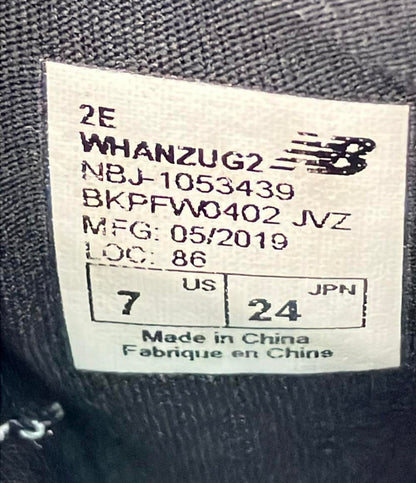 2E
WHANZUG2
NBJ-1053439
BKPFW0402 JVZ
MFG: 05/2019
LOC: 86
7 US 24 JPN
Made in China
Fabrique en Chine